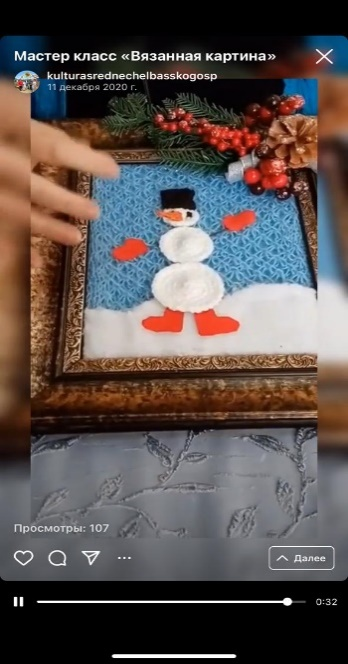 Мастер класс «Вязанная картина»
kulturasrednechelbasskogosp
11 декабря 2020 г.
Просмотры: 107
Далее
0:32